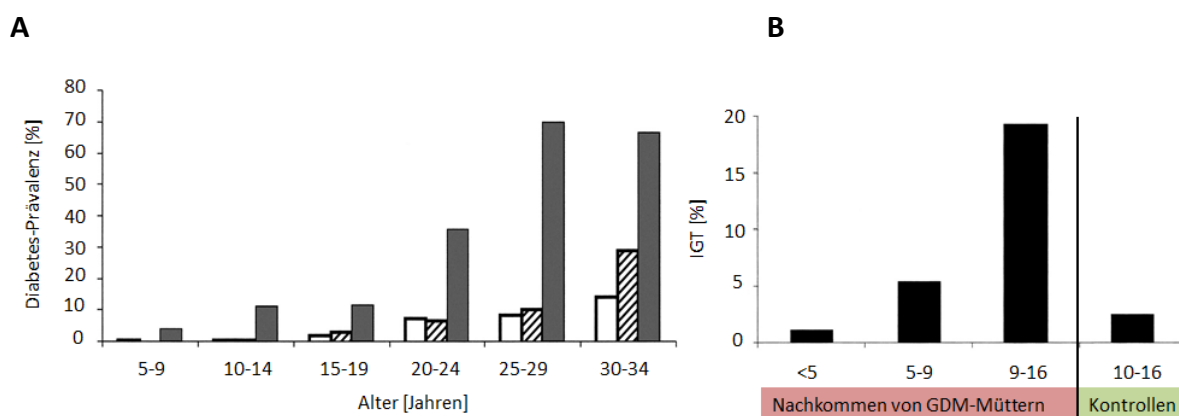 A
B
Diabetes-Prävalenz [%]
80
70
60
50
40
30
20
10
0
5-9 10-14 15-19 20-24 25-29 30-34
Alter [Jahren]
IGT [%]
20
15
10
5
0
<5 5-9 9-16 10-16
Nachkommen von GDM-Müttern Kontrollen